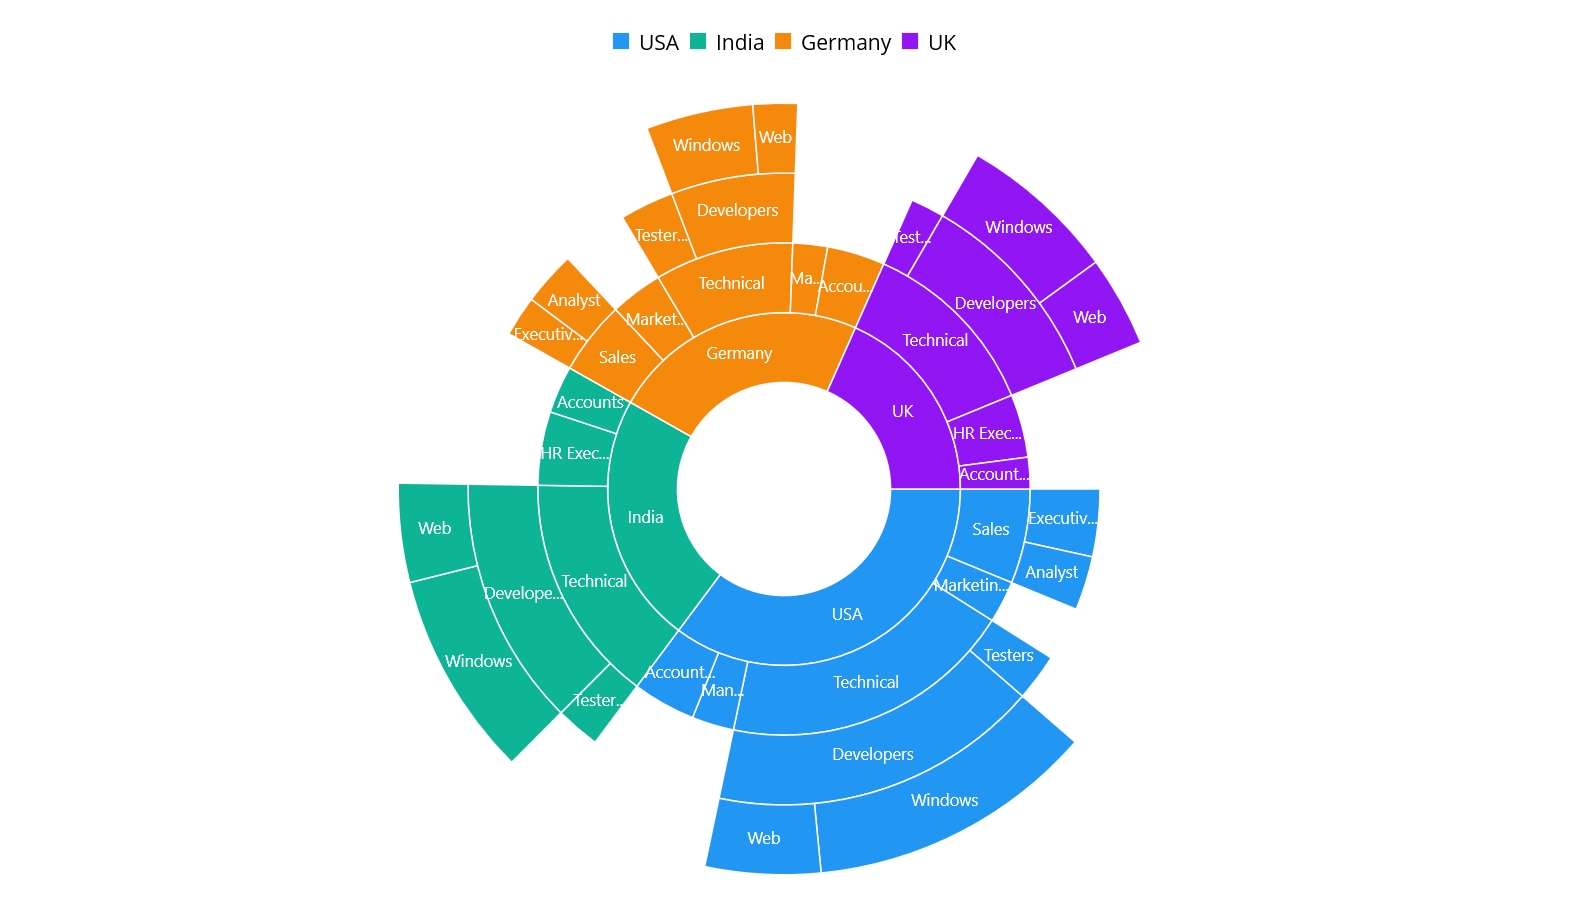 USA India Germany UK
Windows Web
Developers
Tester...
Technical
Ma...
Accou...
Market...
Analyst
Executiv...
Sales
Germany
Test...
Windows
Developers
Web
Technical
UK
HR Exec...
Account...
Accounts
HR Exec...
India
Web
Develope...
Technical
Windows
Tester...
Sales
Executiv...
Analyst
Marketin...
USA
Testers
Technical
Account...
Man...
Developers
Windows
Web